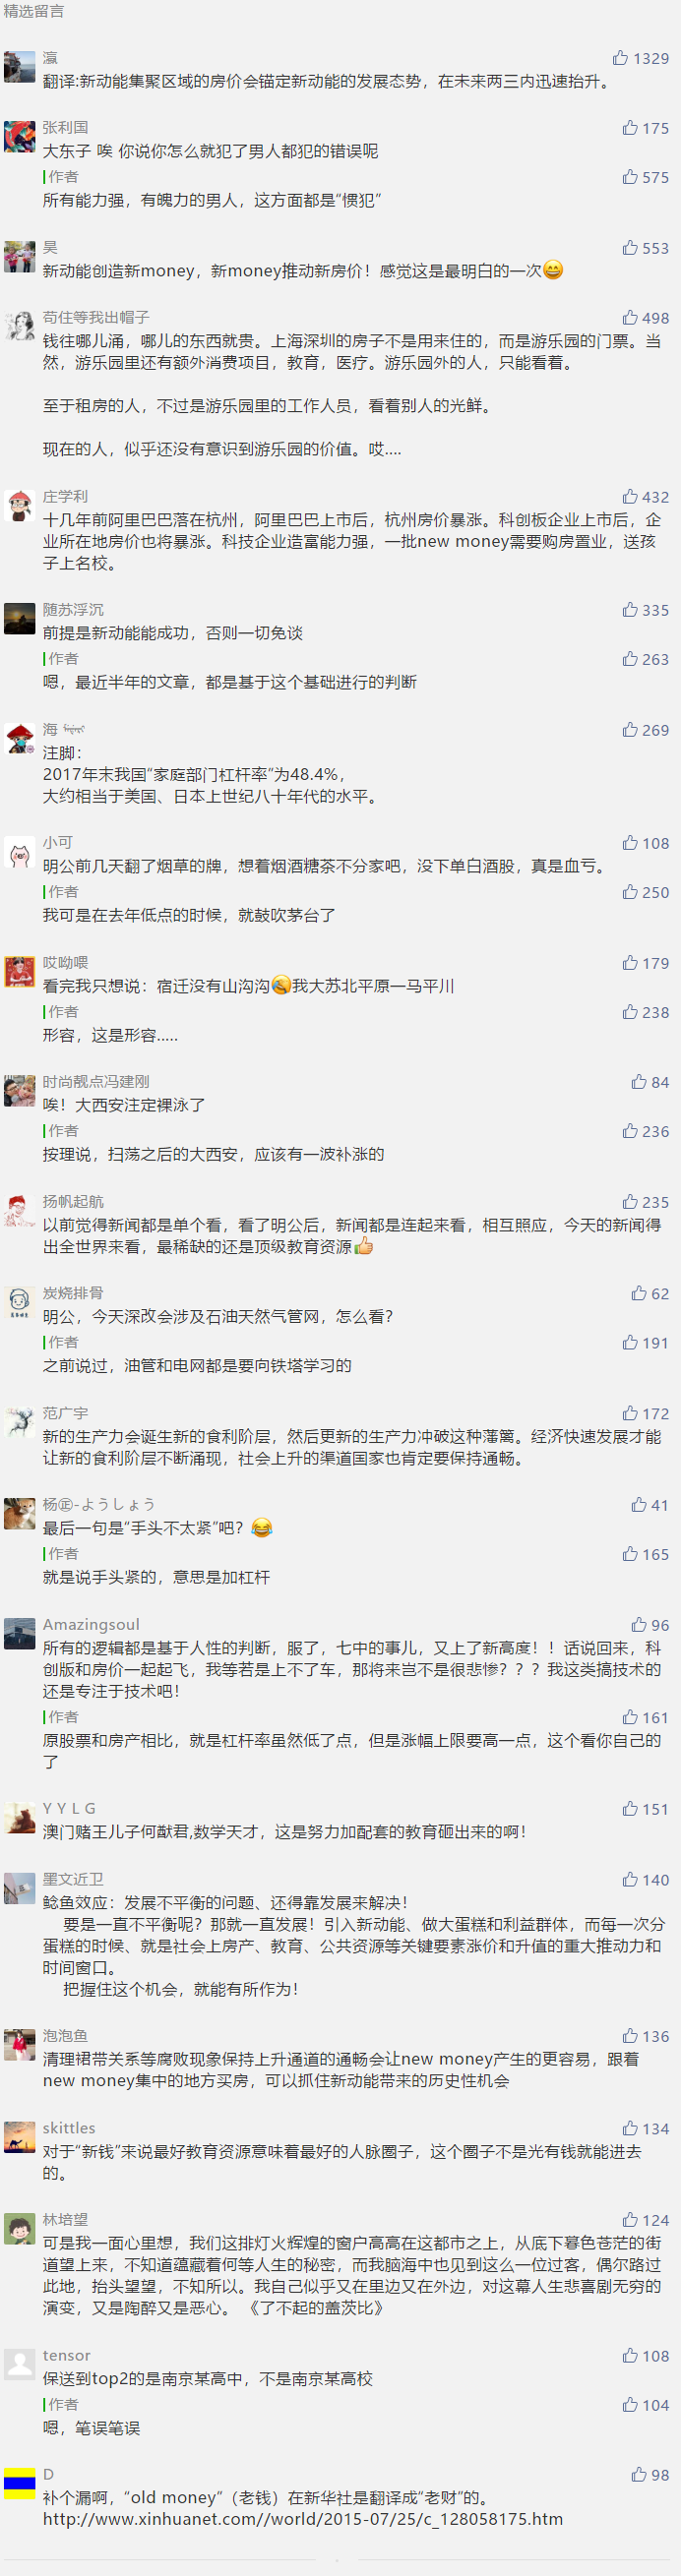 精选留言
瀛
1329
翻译:新动能集聚区域的房价会锚定新动能的发展态势，在未来两三内迅速抬升。
张利国
175
大东子 唉 你说你怎么就犯了男人都犯的错误呢
作者
575
所有能力强，有魄力的男人，这方面都是“惯犯”
昊
553
新动能创造新money，新money推动新房价！感觉这是最明白的一次😄
苟住等我出帽子
498
钱往哪儿涌，哪儿的东西就贵。上海深圳的房子不是用来住的，而是游乐园的门票。当
然，游乐园里还有额外消费项目，教育，医疗。游乐园外的人，只能看着。
至于租房的人，不过是游乐园里的工作人员，看着别人的光鲜。
现在的人，似乎还没有意识到游乐园的价值。哎....
庄学利
432
十几年前阿里巴巴落在杭州，阿里巴巴上市后，杭州房价暴涨。科创板企业上市后，企
业所在地房价也将暴涨。科技企业造富能力强，一批new money需要购房置业，送孩
子上名校。
随苏浮沉
335
前提是新动能能成功，否则一切免谈
作者
263
嗯，最近半年的文章，都是基于这个基础进行的判断
海
269
注脚：
2017年末我国“家庭部门杠杆率”为48.4%，
大约相当于美国、日本上世纪八十年代的水平。
小可
108
明公前几天翻了烟草的牌，想着烟酒糖茶不分家吧，没下单白酒股，真是血亏。
作者
250
我可是在去年低点的时候，就鼓吹茅台了
哎呦喂
179
看完我只想说：宿迁没有山沟沟🤣我大苏北平原一马平川
作者
238
形容，这是形容.....
时尚靓点冯建刚
84
唉！大西安注定裸泳了
作者
236
按理说，扫荡之后的大西安，应该有一波补涨的
扬帆起航
235
以前觉得新闻都是单个看，看了明公后，新闻都是连起来看，相互照应，今天的新闻得
出全世界来看，最稀缺的还是顶级教育资源👍
炭烧排骨
62
明公，今天深改会涉及石油天然气管网，怎么看？
作者
191
之前说过，油管和电网都是要向铁塔学习的
范广宇
172
新的生产力会诞生新的食利阶层，然后更新的生产力冲破这种藩篱。经济快速发展才能
让新的食利阶层不断涌现，社会上升的渠道国家也肯定要保持通畅。
杨㊣-ようしょう
41
最后一句是“手头不太紧”吧？😂
作者
165
就是说手头紧的，意思是加杠杆
Amazingsoul
96
所有的逻辑都是基于人性的判断，服了，七中的事儿，又上了新高度！！话说回来，科
创版和房价一起起飞，我等若是上不了车，那将来岂不是很悲惨？？？我这类搞技术的
还是专注于技术吧！
作者
161
原股票和房产相比，就是杠杆率虽然低了点，但是涨幅上限要高一点，这个看你自己的
了
Y Y L G
151
澳门赌王儿子何猷君,数学天才，这是努力加配套的教育砸出来的啊！
墨文近卫
140
鲶鱼效应：发展不平衡的问题、还得靠发展来解决！
要是一直不平衡呢？那就一直发展！引入新动能、做大蛋糕和利益群体，而每一次分
蛋糕的时候、就是社会上房产、教育、公共资源等关键要素涨价和升值的重大推动力和
时间窗口。
把握住这个机会，就能有所作为！
泡泡鱼
136
清理裙带关系等腐败现象保持上升通道的通畅会让new money产生的更容易，跟着
new money集中的地方买房，可以抓住新动能带来的历史性机会
skittles
134
对于“新钱”来说最好教育资源意味着最好的人脉圈子，这个圈子不是光有钱就能进去
的。
林培望
124
可是我一面心里想，我们这排灯火辉煌的窗户高高在这都市之上，从底下暮色苍茫的街
道望上来，不知道蕴藏着何等人生的秘密，而我脑海中也见到这么一位过客，偶尔路过
此地，抬头望望，不知所以。我自己似乎又在里边又在外边，对这幕人生悲喜剧无穷的
演变，又是陶醉又是恶心。 《了不起的盖茨比》
tensor
108
保送到top2的是南京某高中，不是南京某高校
作者
104
嗯，笔误笔误
D
98
补个漏啊，“old money”（老钱）在新华社是翻译成“老财”的。
http://www.xinhuanet.com//world/2015-07/25/c_128058175.htm